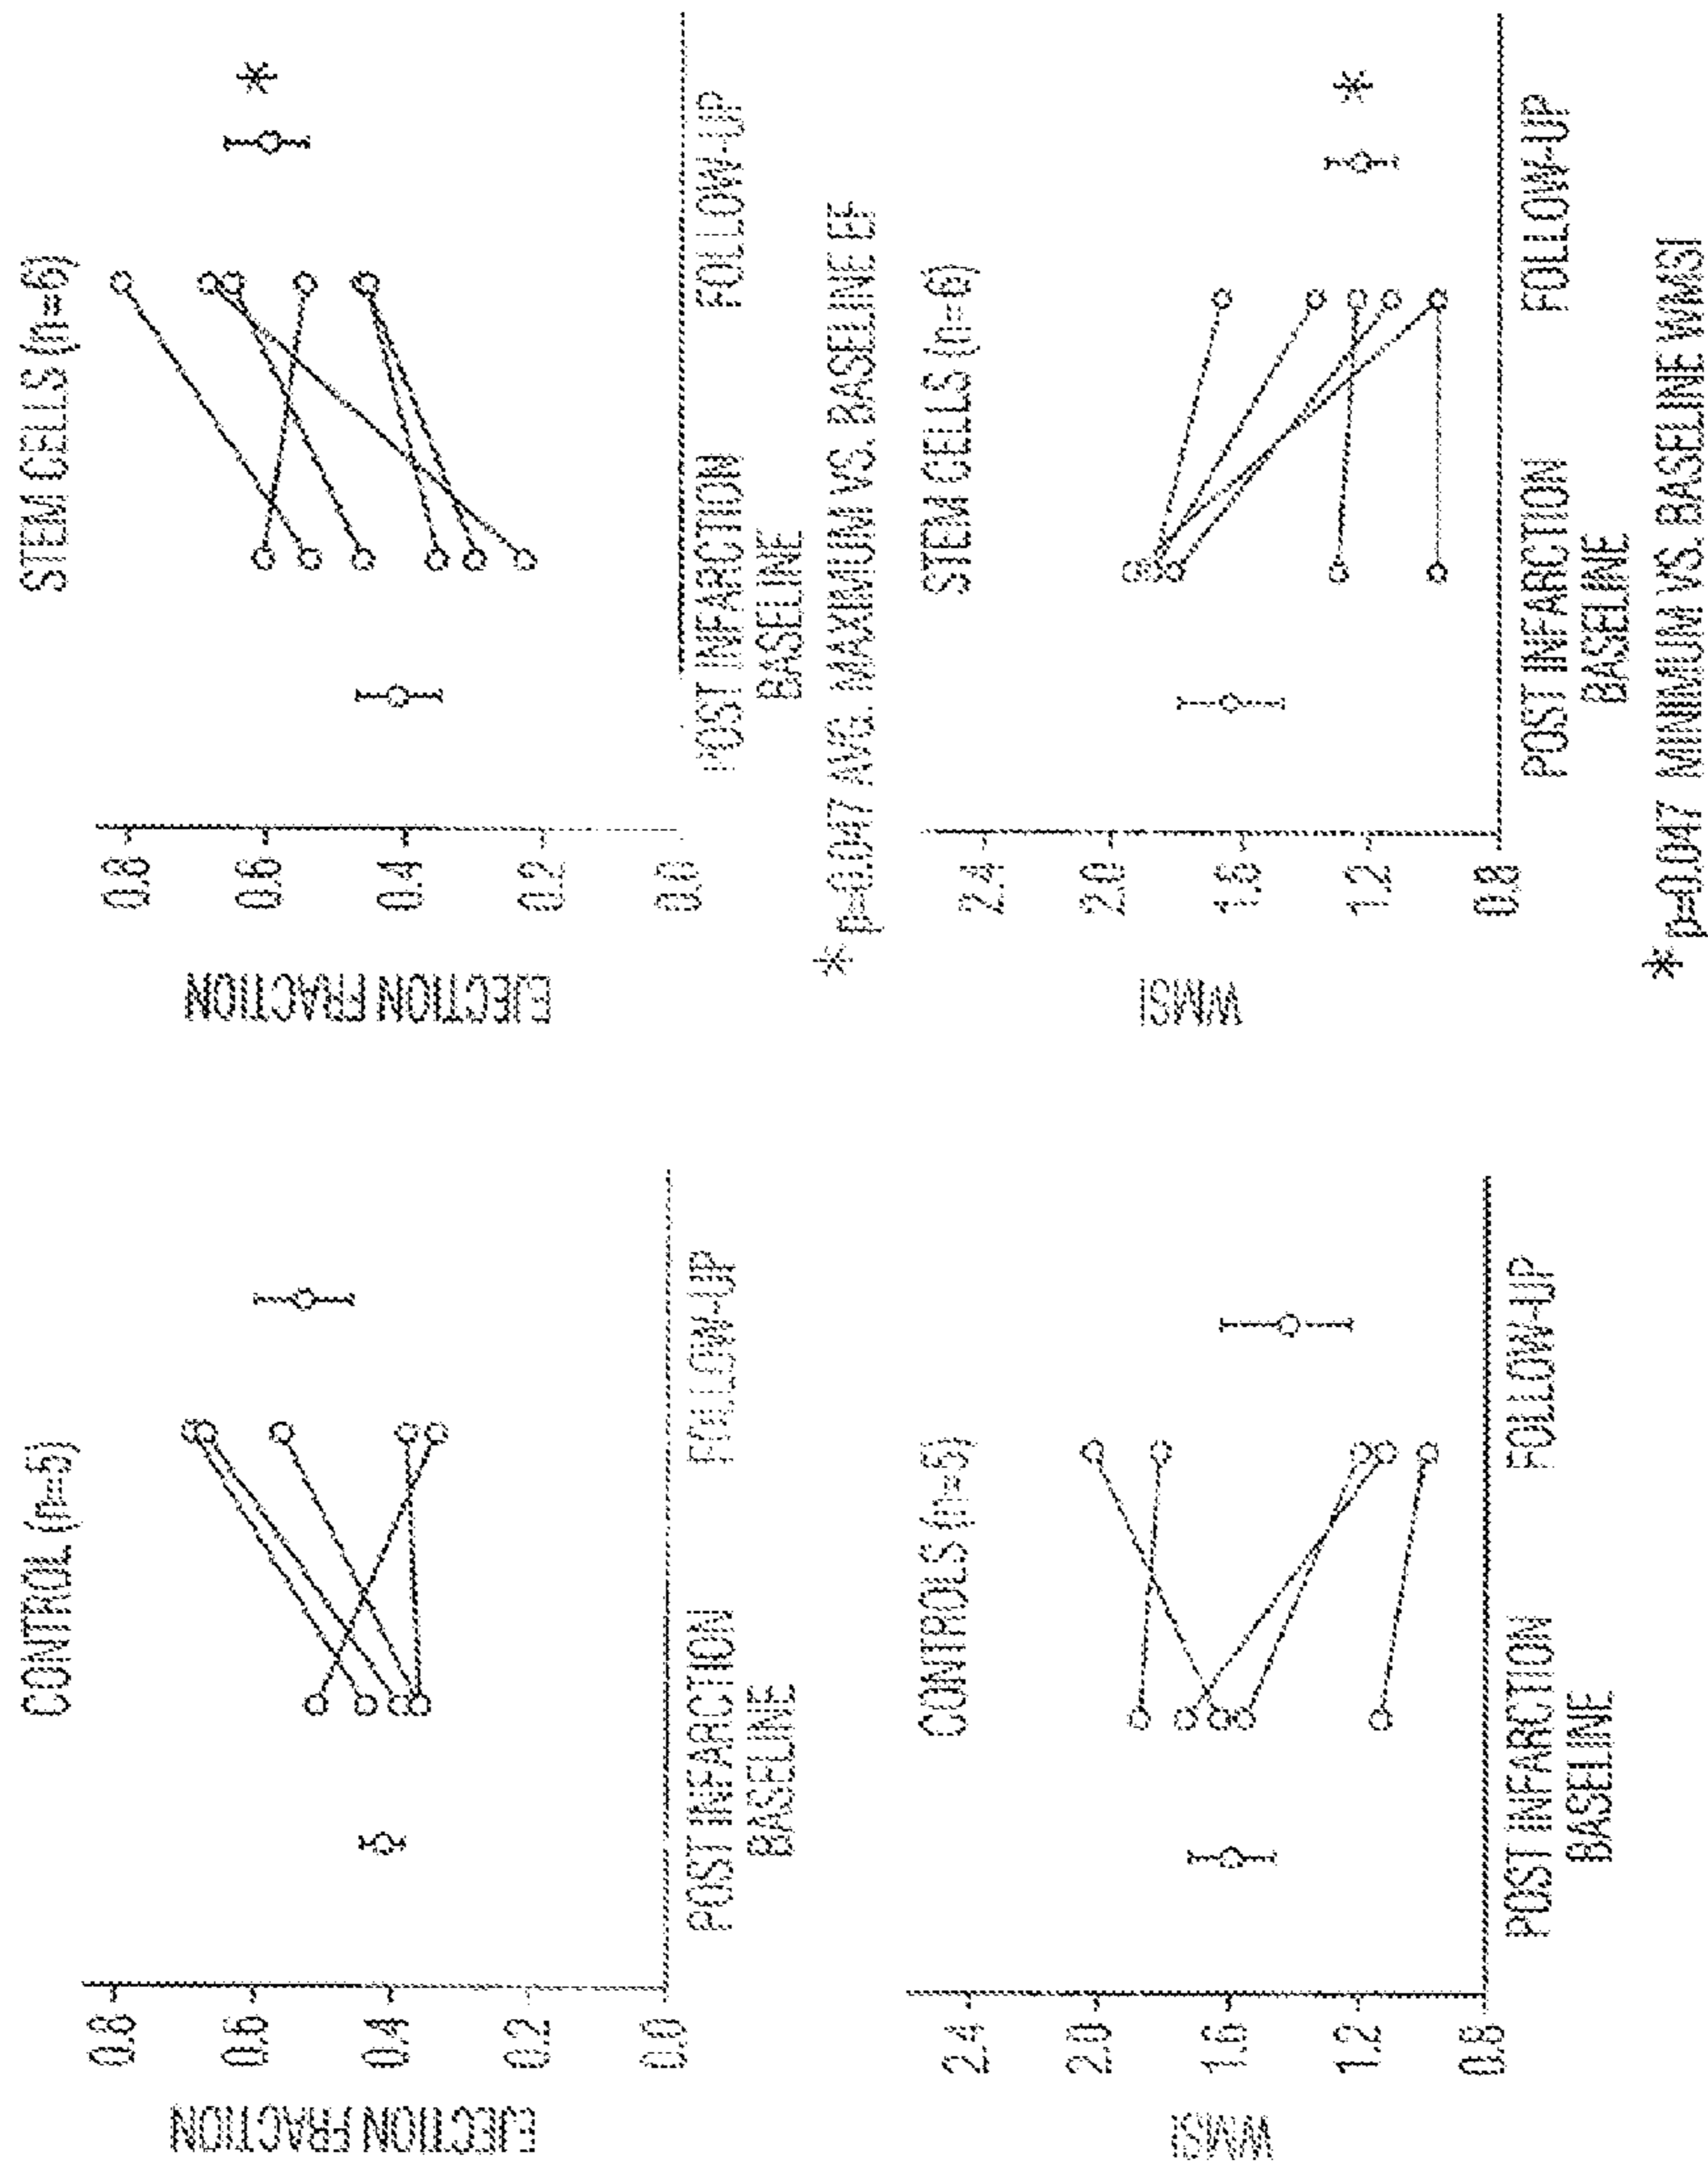 CONTROL (n=5)
EJECTION FRACTION
0.8
0.6
0.4
0.2
0.0
POST INFARCTION
BASELINE
FOLLOW-UP
STEM CELLS (n=6)
EJECTION FRACTION
0.8
0.6
0.4
0.2
0.0
POST INFARCTION
BASELINE
FOLLOW-UP
* p=0.047 AVG. MAXIMUM VS. BASELINE EF
CONTROLS (n=5)
WMSI
2.4
2.0
1.6
1.2
0.8
POST INFARCTION
BASELINE
FOLLOW-UP
STEM CELLS (n=6)
*
WMSI
2.4
2.0
1.6
1.2
0.8
POST INFARCTION
BASELINE
FOLLOW-UP
* p=0.047 MINIMUM VS. BASELINE WMSI